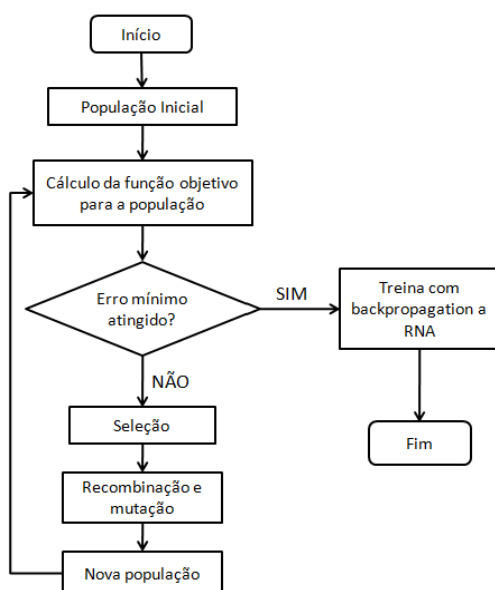 Início
População Inicial
Cálculo da função objetivo
para a população
Erro mínimo
atingido?
SIM
Treina com
backpropagation a
RNA
NÃO
Seleção
Fim
Recombinação e
mutação
Nova população